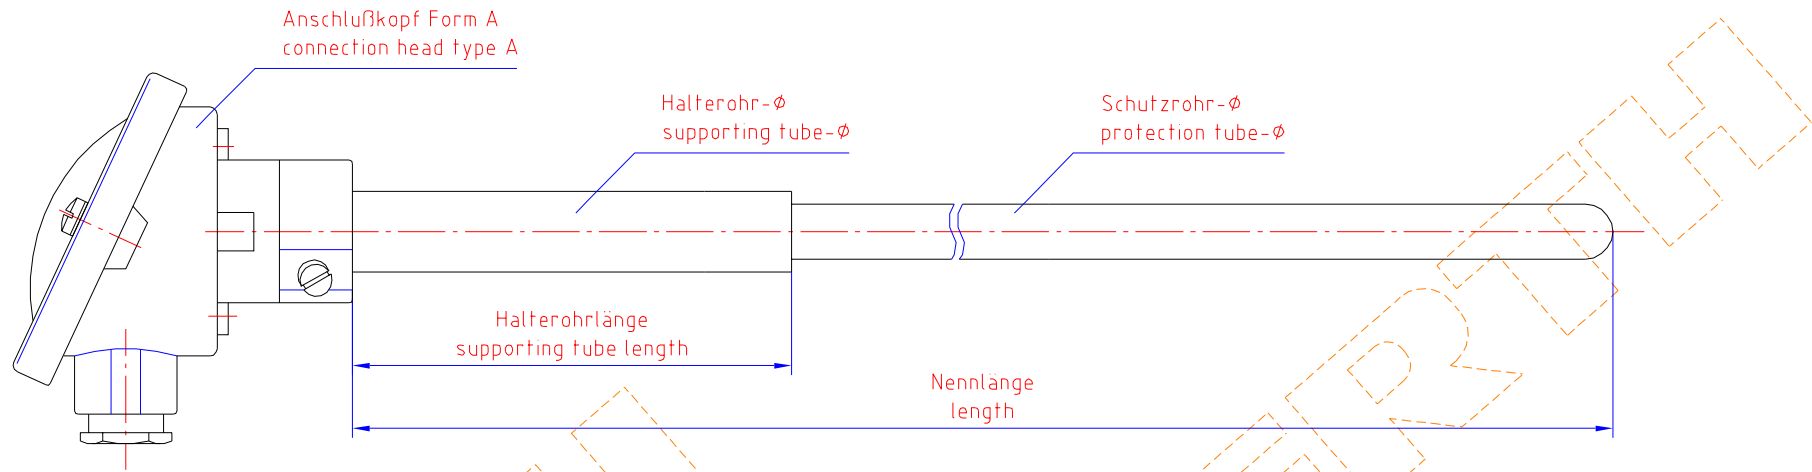 Anschlußkopf Form A
connection head type A
Halterohr-Ø
supporting tube-Ø
Schutzrohr-Ø
protection tube-Ø
Halterohrlänge
supporting tube length
Nennlänge
length